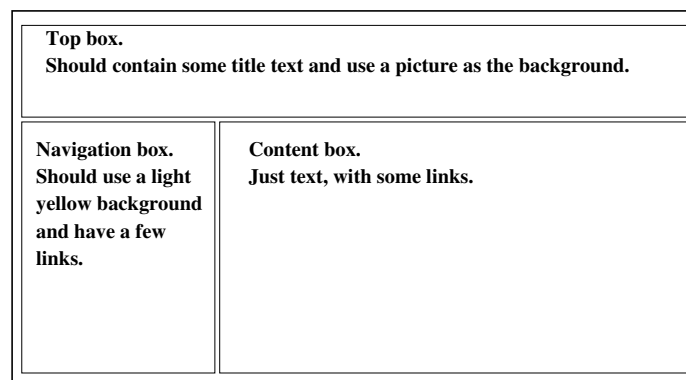 Top box.
Should contain some title text and use a picture as the background.
Navigation box.
Should use a light
yellow background
and have a few
links.
Content box.
Just text, with some links.